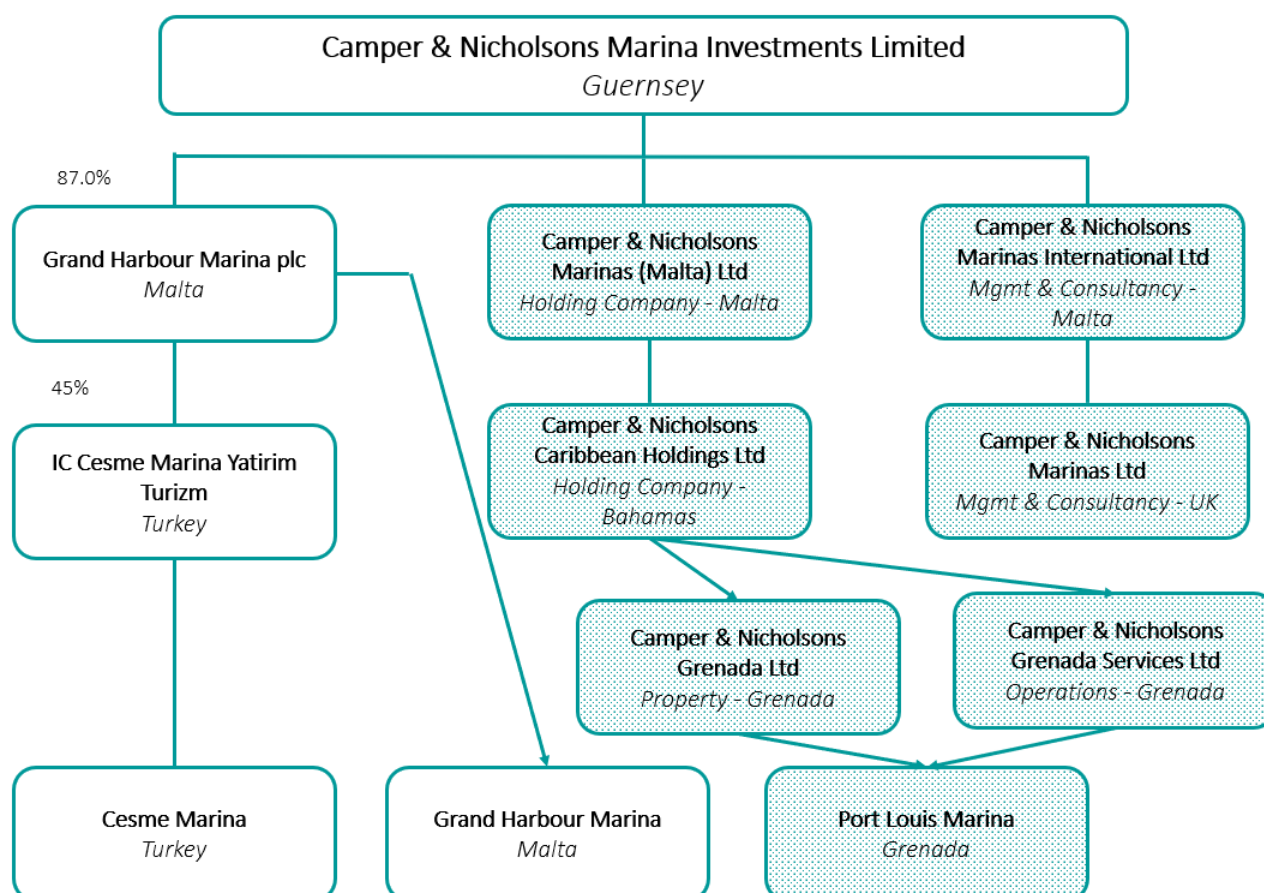 Camper & Nicholsons Marina Investments Limited
Guernsey
87.0%
Grand Harbour Marina plc
Malta
Camper & Nicholsons
Marinas (Malta) Ltd
Holding Company - Malta
Camper & Nicholsons
Marinas International Ltd
Mgmt & Consultancy -
Malta
45%
IC Cesme Marina Yatirim
Turizm
Turkey
Camper & Nicholsons
Caribbean Holdings Ltd
Holding Company -
Bahamas
Camper & Nicholsons
Marinas Ltd
Mgmt & Consultancy - UK
Camper & Nicholsons
Grenada Ltd
Property - Grenada
Camper & Nicholsons
Grenada Services Ltd
Operations - Grenada
Cesme Marina
Turkey
Grand Harbour Marina
Malta
Port Louis Marina
Grenada